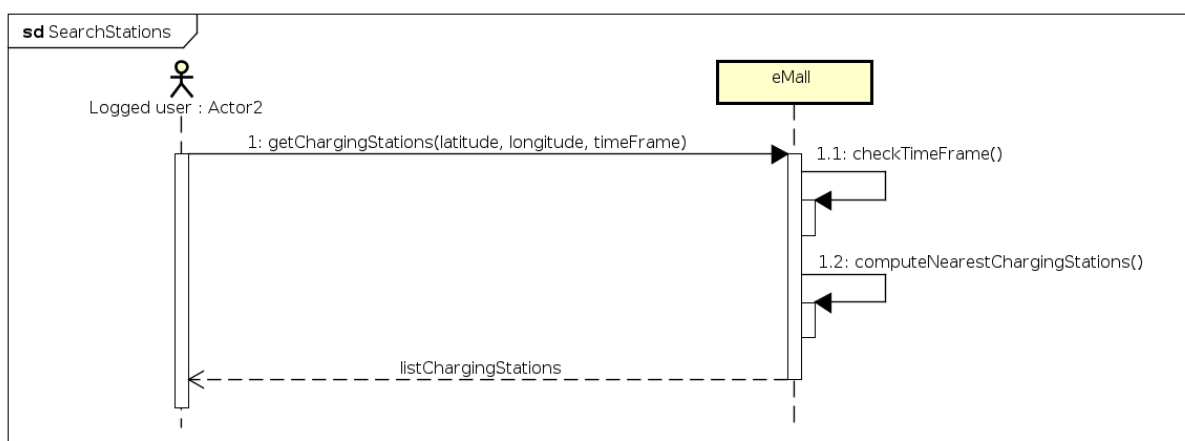 sd SearchStations
Logged user : Actor2
eMall
1: getChargingStations(latitude, longitude, timeFrame)
1.1: checkTimeFrame()
1.2: computeNearestChargingStations()
listChargingStations